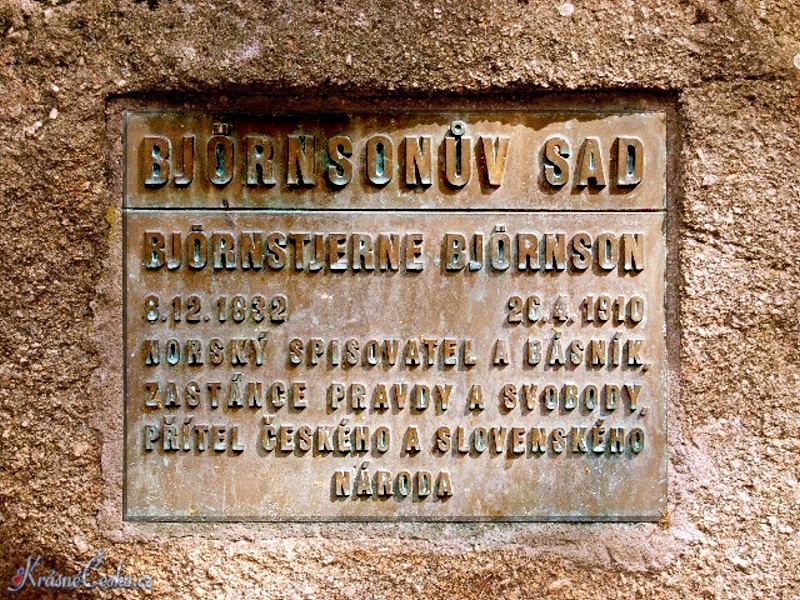 BJÖRNSONŮV SAD
BJÖRNSTJERNE BJÖRNSON
8.12.1832 26.4.1910
NORSKÝ SPISOVATEL A BÁSNÍK,
ZASTÁNCE PRAVDY A SVOBODY,
PŘÍTEL ČESKÉHO A SLOVENSKÉHO
NÁRODA
KrásnéČesko.cz